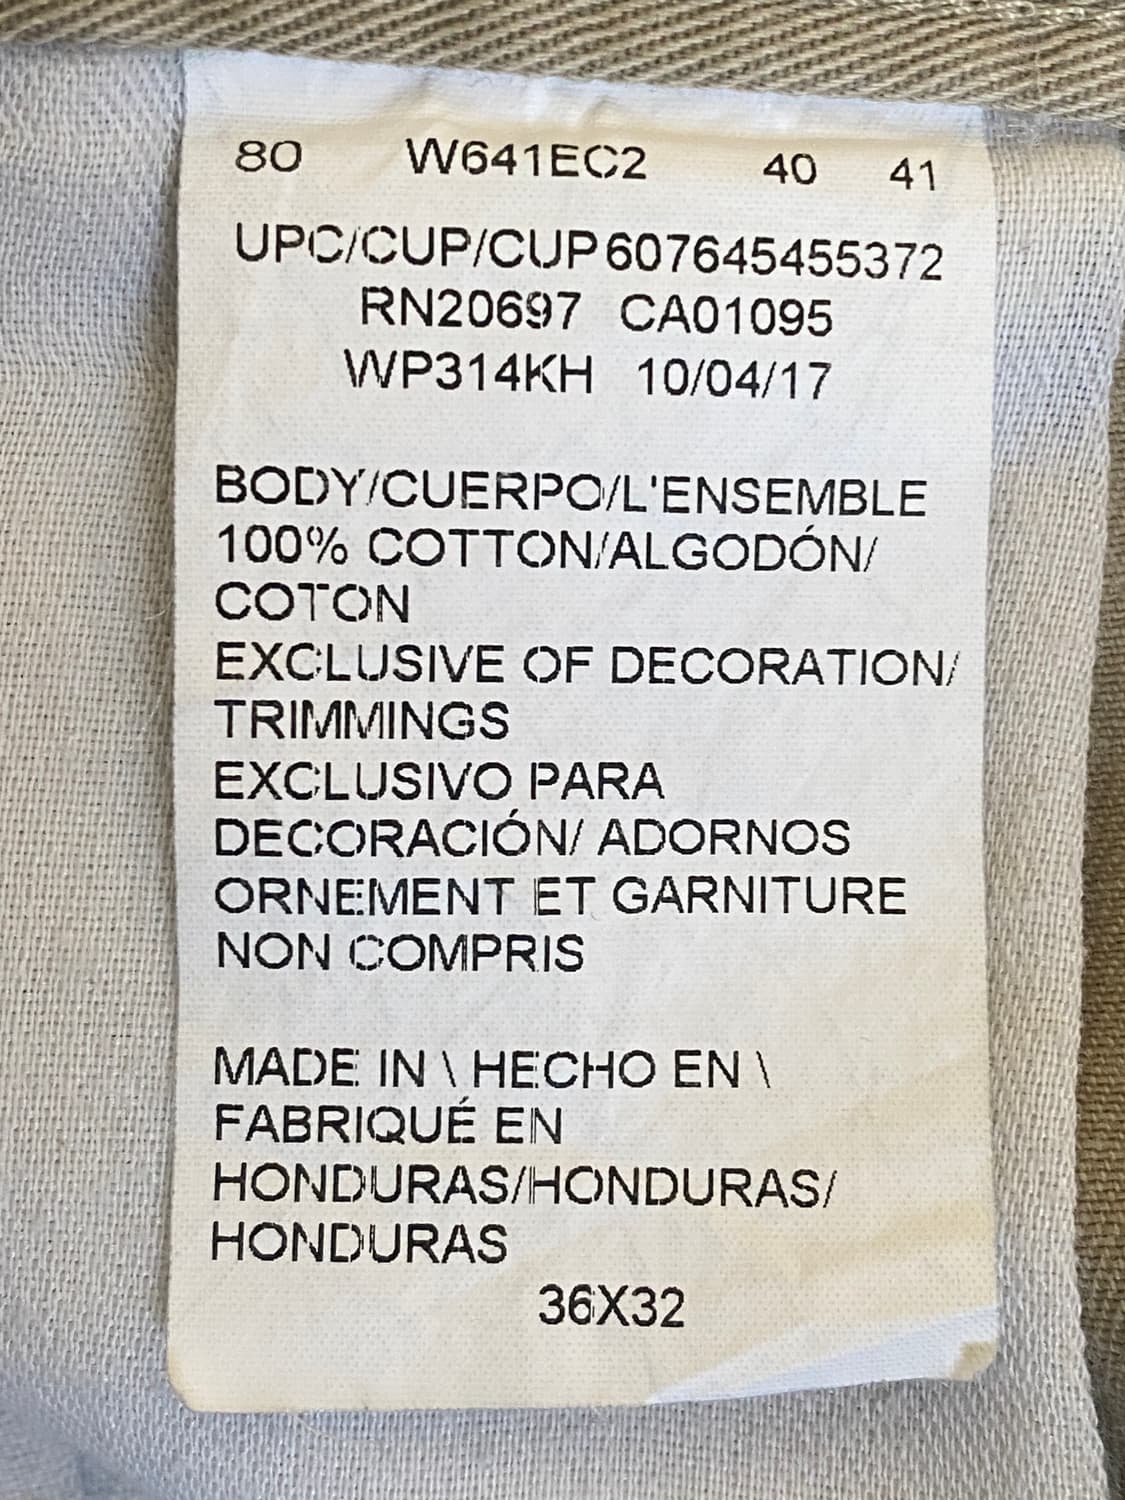 80 W641EC2 40 41
UPC/CUP/CUP 607645455372
RN20697 CA01095
WP314KH 10/04/17
BODY/CUERPO/L'ENSEMBLE
100% COTTON/ALGODÓN/
COTON
EXCLUSIVE OF DECORATION/
TRIMMINGS
EXCLUSIVO PARA
DECORACIÓN/ ADORNOS
ORNEMENT ET GARNITURE
NON COMPRIS
MADE IN \ HECHO EN \
FABRIQUÉ EN
HONDURAS/HONDURAS/
HONDURAS
36X32